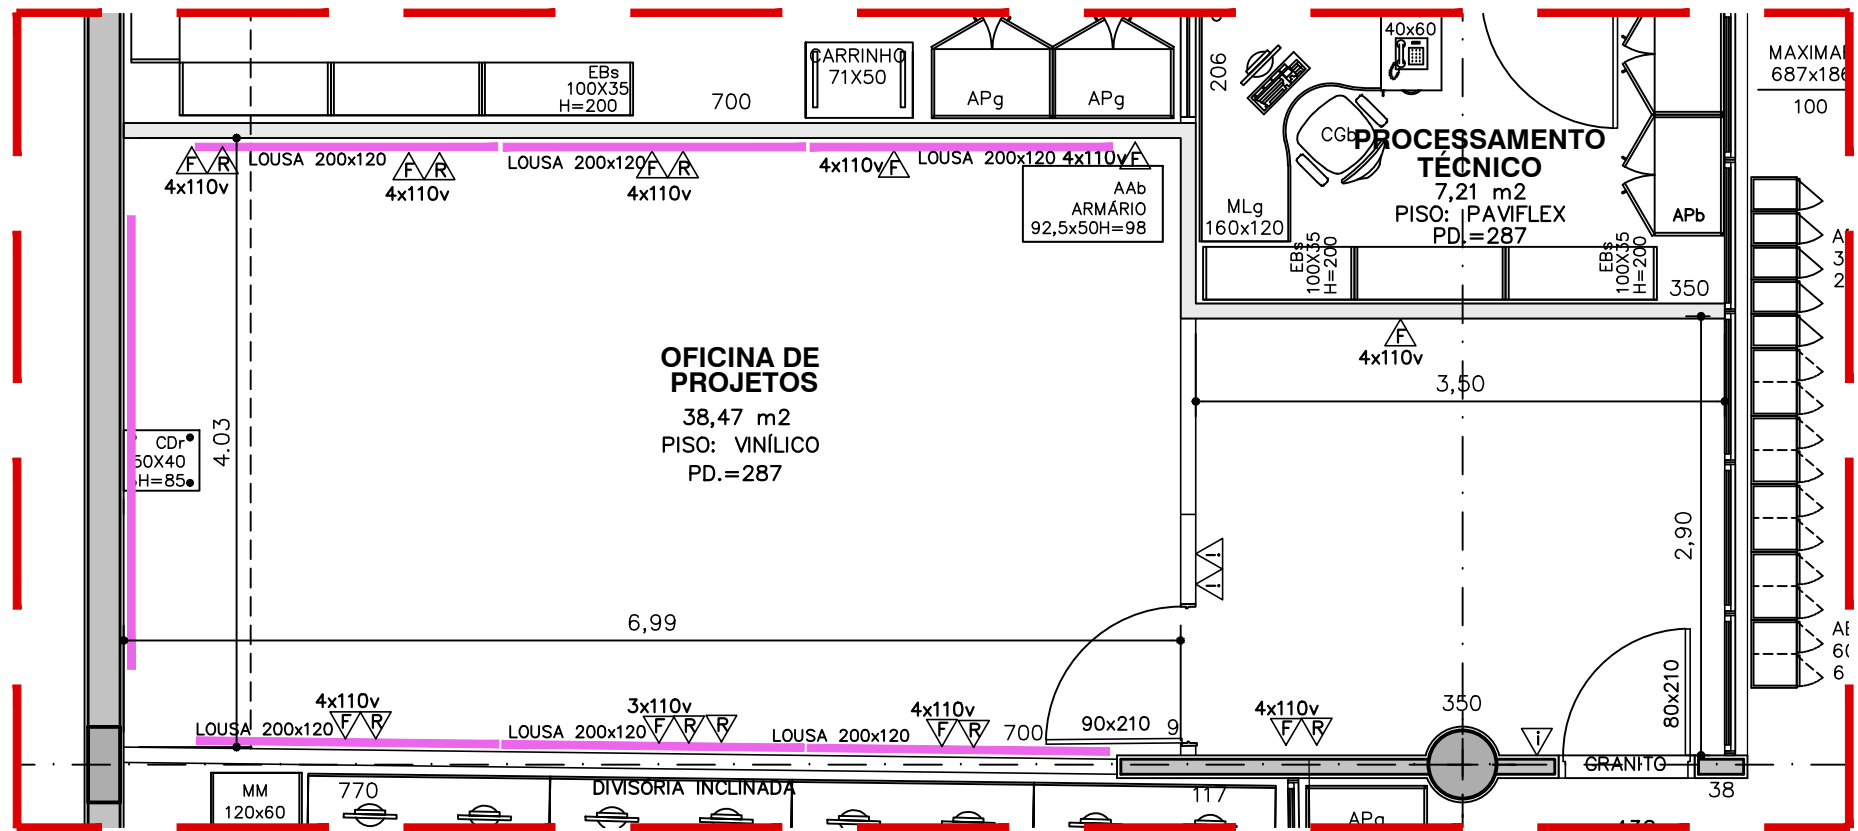 EBs
100X35
H=200
700
CARRINHO
71X50
APg
APg
206
40x60
MAXIMA
687x186
100
CGb
PROCESSAMENTO
TÉCNICO
7,21 m2
PISO: PAVIFLEX
PD.=287
MLg
160x120
APb
EBs
100X35
H=200
EBs
100X35
H=200
350
F
R
LOUSA 200x120
4x110v
F
R
4x110v
LOUSA 200x120
F
R
4x110v
4x110v
F
LOUSA 200x120
4x110v
F
AAb
ARMÁRIO
92,5x50H=98
F
4x110v
3,50
OFICINA DE
PROJETOS
38,47 m2
PISO: VINÍLICO
PD.=287
CDr
50X40
H=85
4.03
i
i
2,90
6,99
4x110v
F
R
LOUSA 200x120
3x110v
F
R
R
LOUSA 200x120
4x110v
F
R
LOUSA 200x120
700
90x210
9
4x110v
F
R
350
i
80x210
GRANITO
38
MM
120x60
770
DIVISÓRIA INCLINADA
117
APg